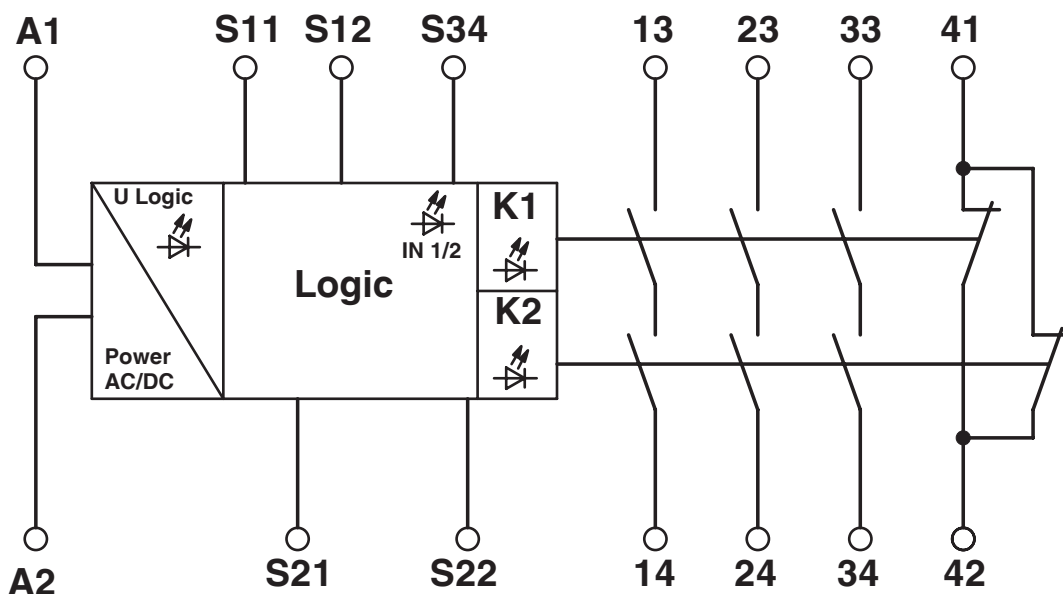 A1 S11 S12 S34 13 23 33 41
U Logic
K1
IN 1/2
Logic
K2
Power
AC/DC
A2 S21 S22 14 24 34 42